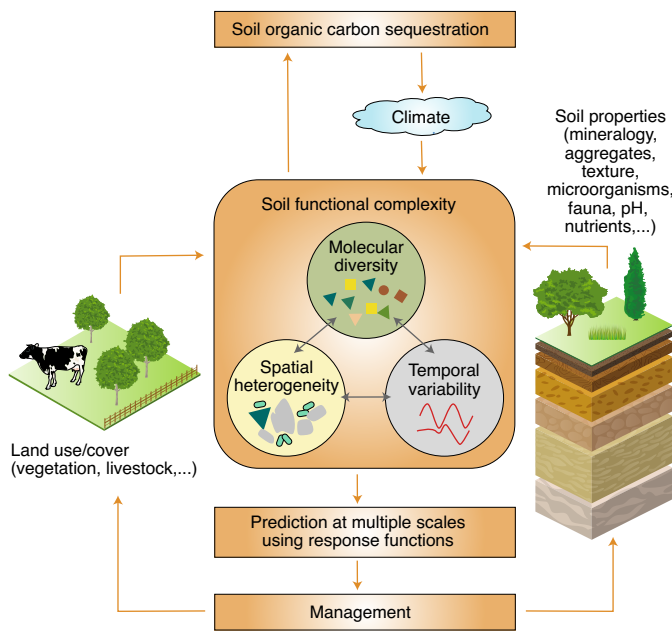 Soil organic carbon sequestration
Climate
Soil properties
(mineralogy,
aggregates,
texture,
microorganisms,
fauna, pH,
nutrients,...)
Soil functional complexity
Molecular
diversity
Spatial
heterogeneity
Temporal
variability
Land use/cover
(vegetation, livestock,...)
Prediction at multiple scales
using response functions
Management